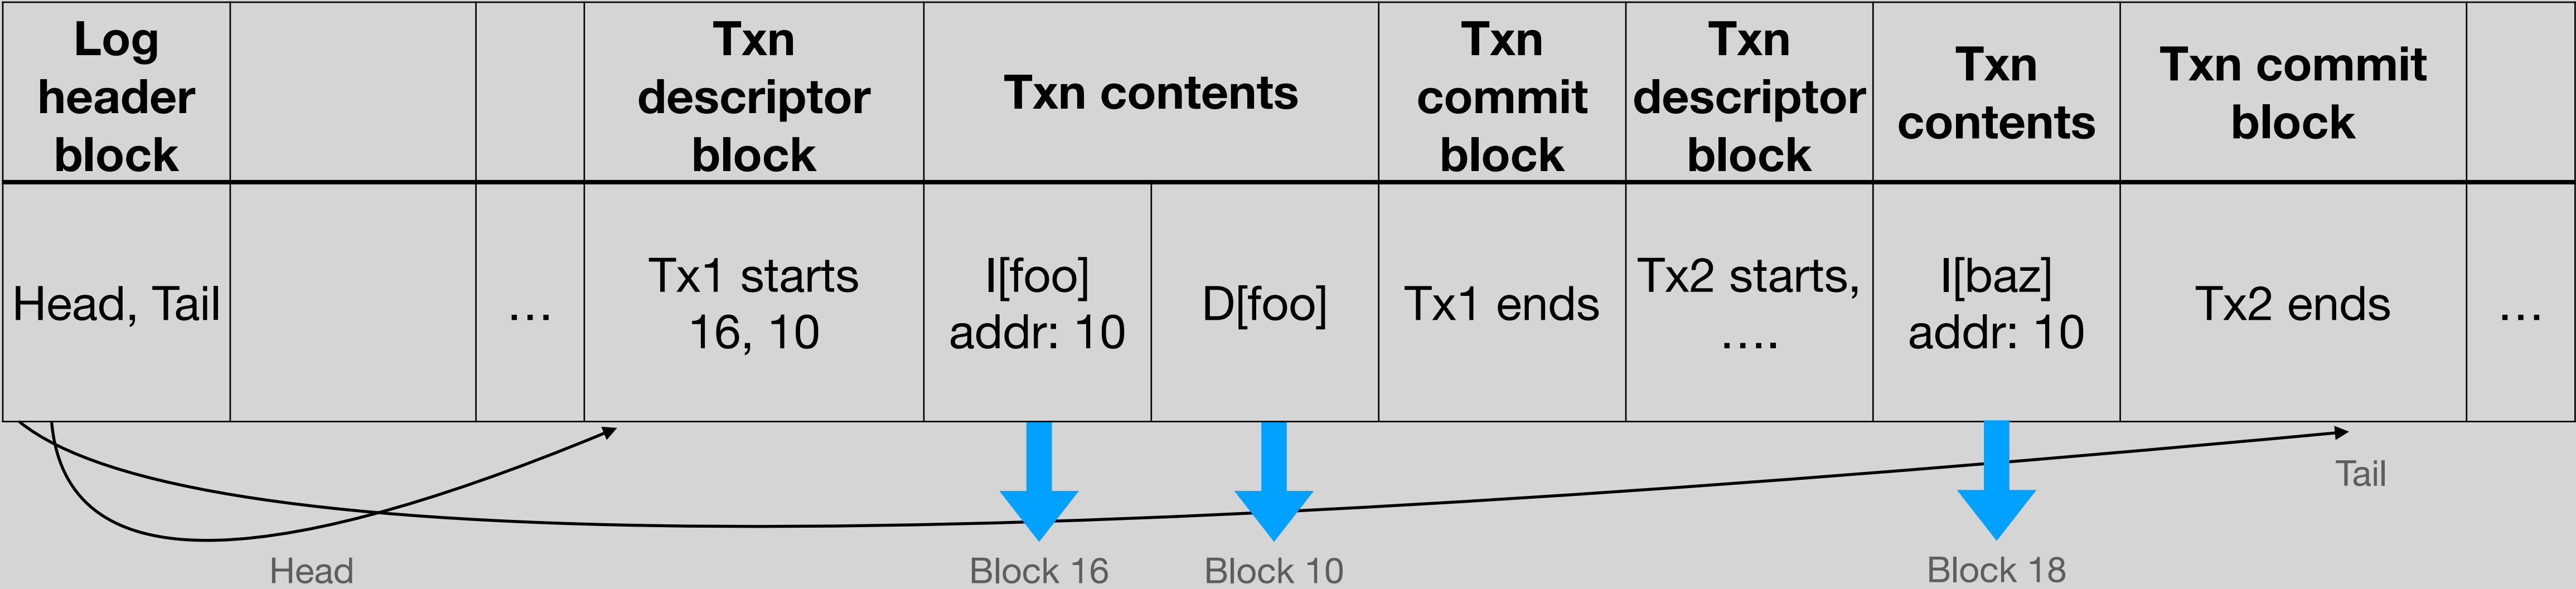 Log
header
block
Txn
descriptor
block
Txn contents
Txn
commit
block
Txn
descriptor
block
Txn
contents
Txn commit
block
Head, Tail
...
Tx1 starts
16, 10
I[foo]
addr: 10
D[foo]
Tx1 ends
Tx2 starts,
....
I[baz]
addr: 10
Tx2 ends
...
Tail
Head
Block 16
Block 10
Block 18